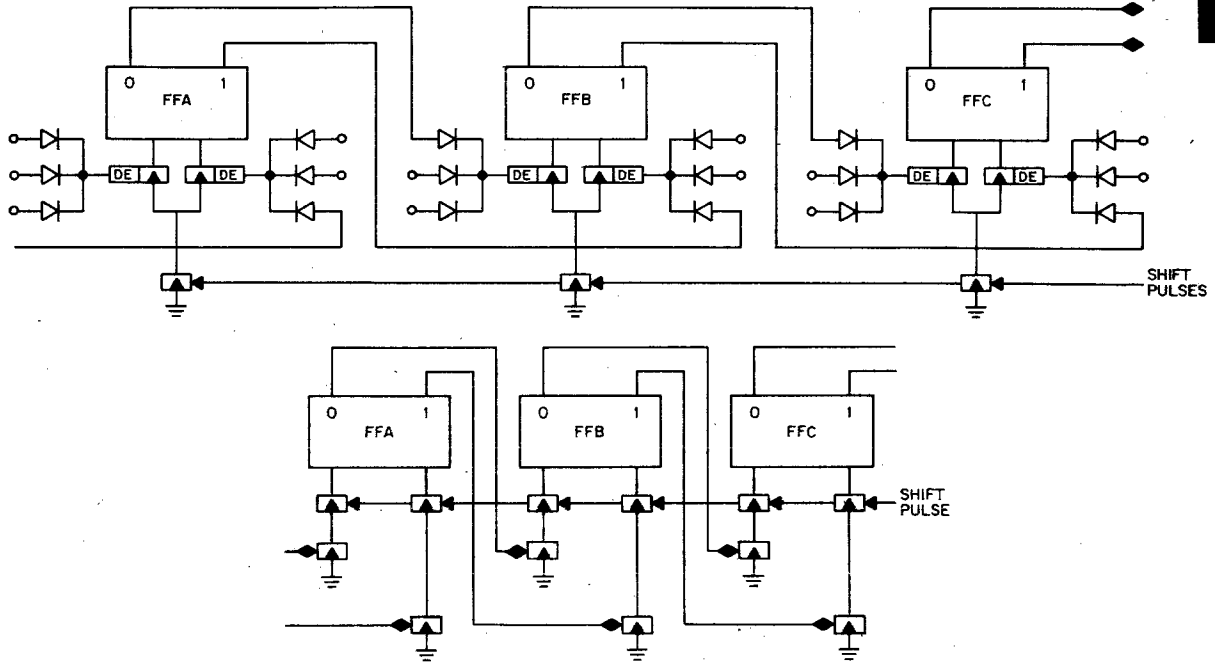 0 1
FFA
0 1
FFB
0 1
FFC
DE DE
DE DE
DE DE
SHIFT
PULSES
0 1
FFA
0 1
FFB
0 1
FFC
SHIFT
PULSE